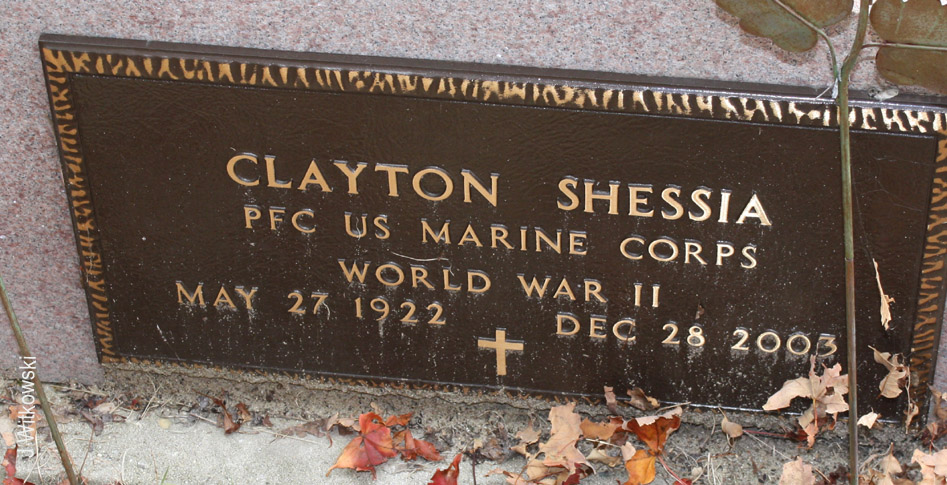 CLAYTON SHESSIA
PFC US MARINE CORPS
WORLD WAR II
MAY 27 1922 DEC 28 2003
J Witkowski